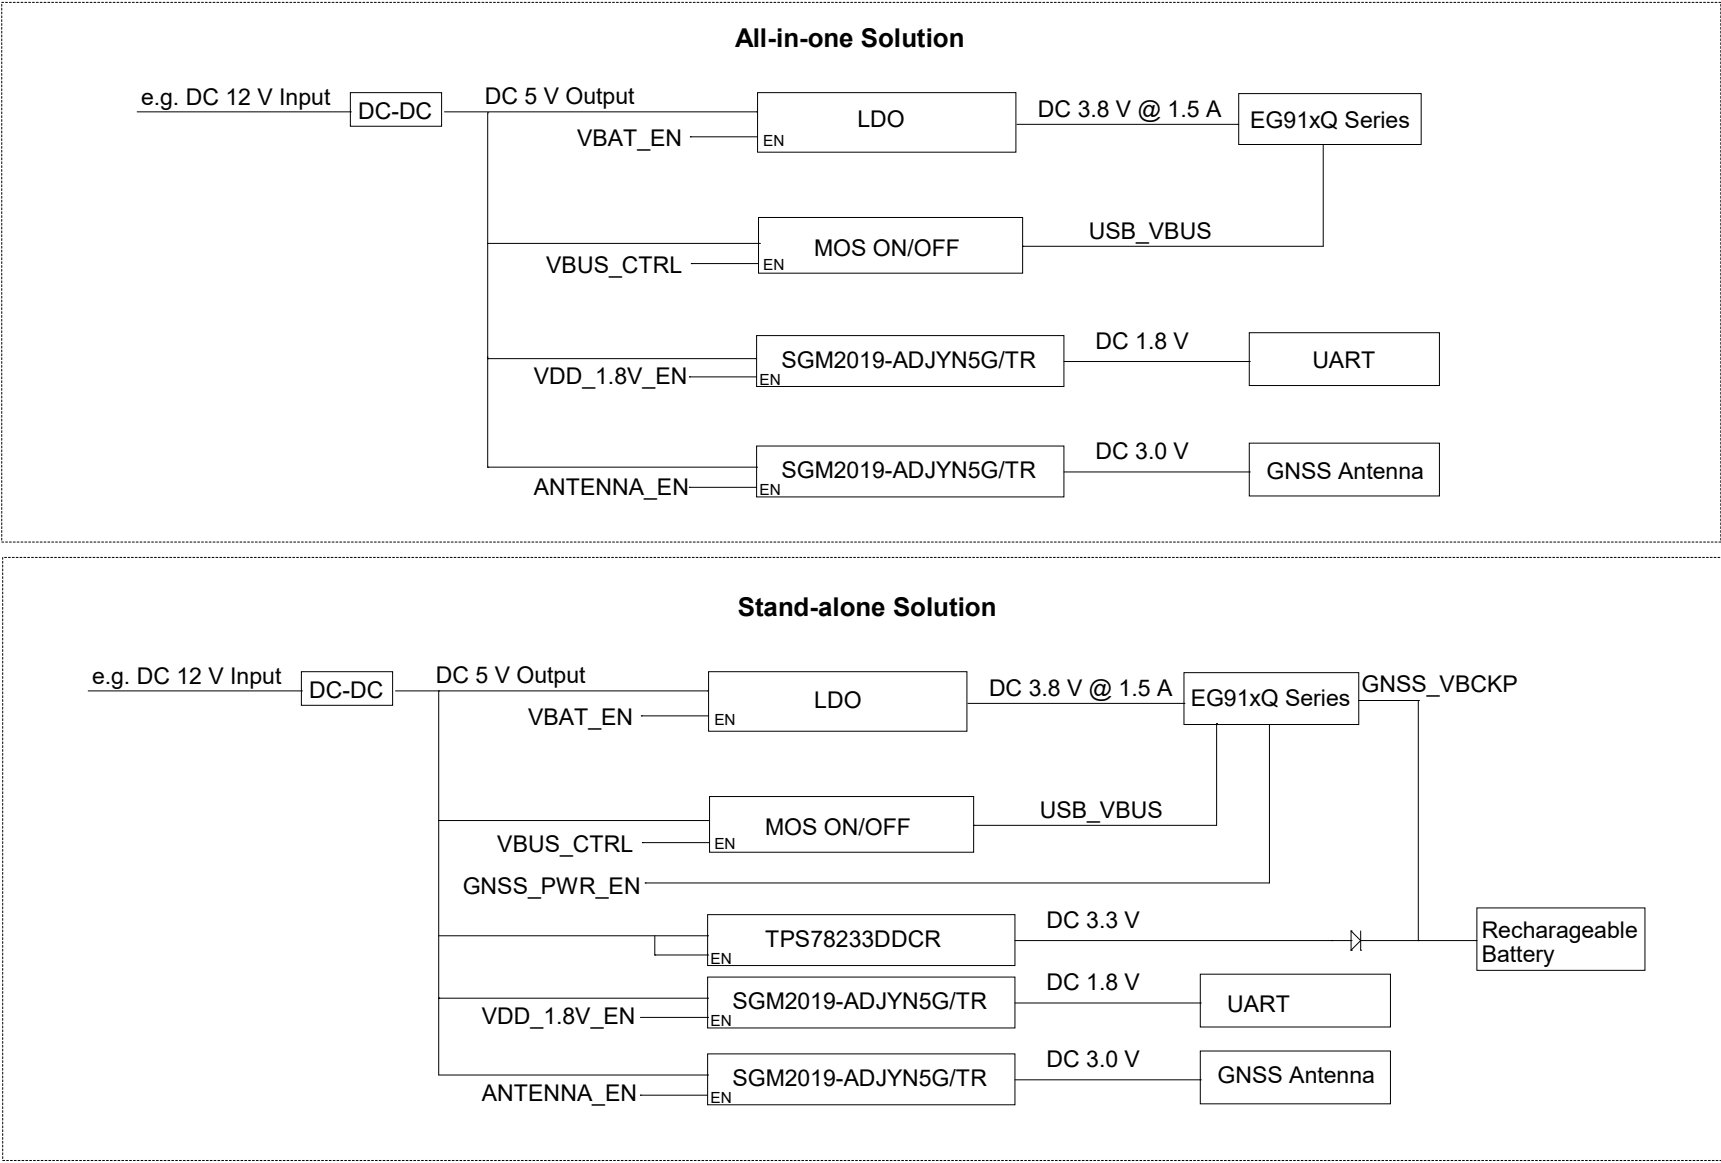 All-in-one Solution
e.g. DC 12 V Input
DC-DC
DC 5 V Output
VBAT_EN
EN
LDO
DC 3.8 V @ 1.5 A
EG91xQ Series
VBUS_CTRL
EN
MOS ON/OFF
USB_VBUS
VDD_1.8V_EN
EN
SGM2019-ADJYN5G/TR
DC 1.8 V
UART
ANTENNA_EN
EN
SGM2019-ADJYN5G/TR
DC 3.0 V
GNSS Antenna
Stand-alone Solution
e.g. DC 12 V Input
DC-DC
DC 5 V Output
VBAT_EN
EN
LDO
DC 3.8 V @ 1.5 A
EG91xQ Series
GNSS_VBCKP
VBUS_CTRL
EN
MOS ON/OFF
USB_VBUS
GNSS_PWR_EN
EN
TPS78233DDCR
DC 3.3 V
Recharageable
Battery
VDD_1.8V_EN
EN
SGM2019-ADJYN5G/TR
DC 1.8 V
UART
ANTENNA_EN
EN
SGM2019-ADJYN5G/TR
DC 3.0 V
GNSS Antenna